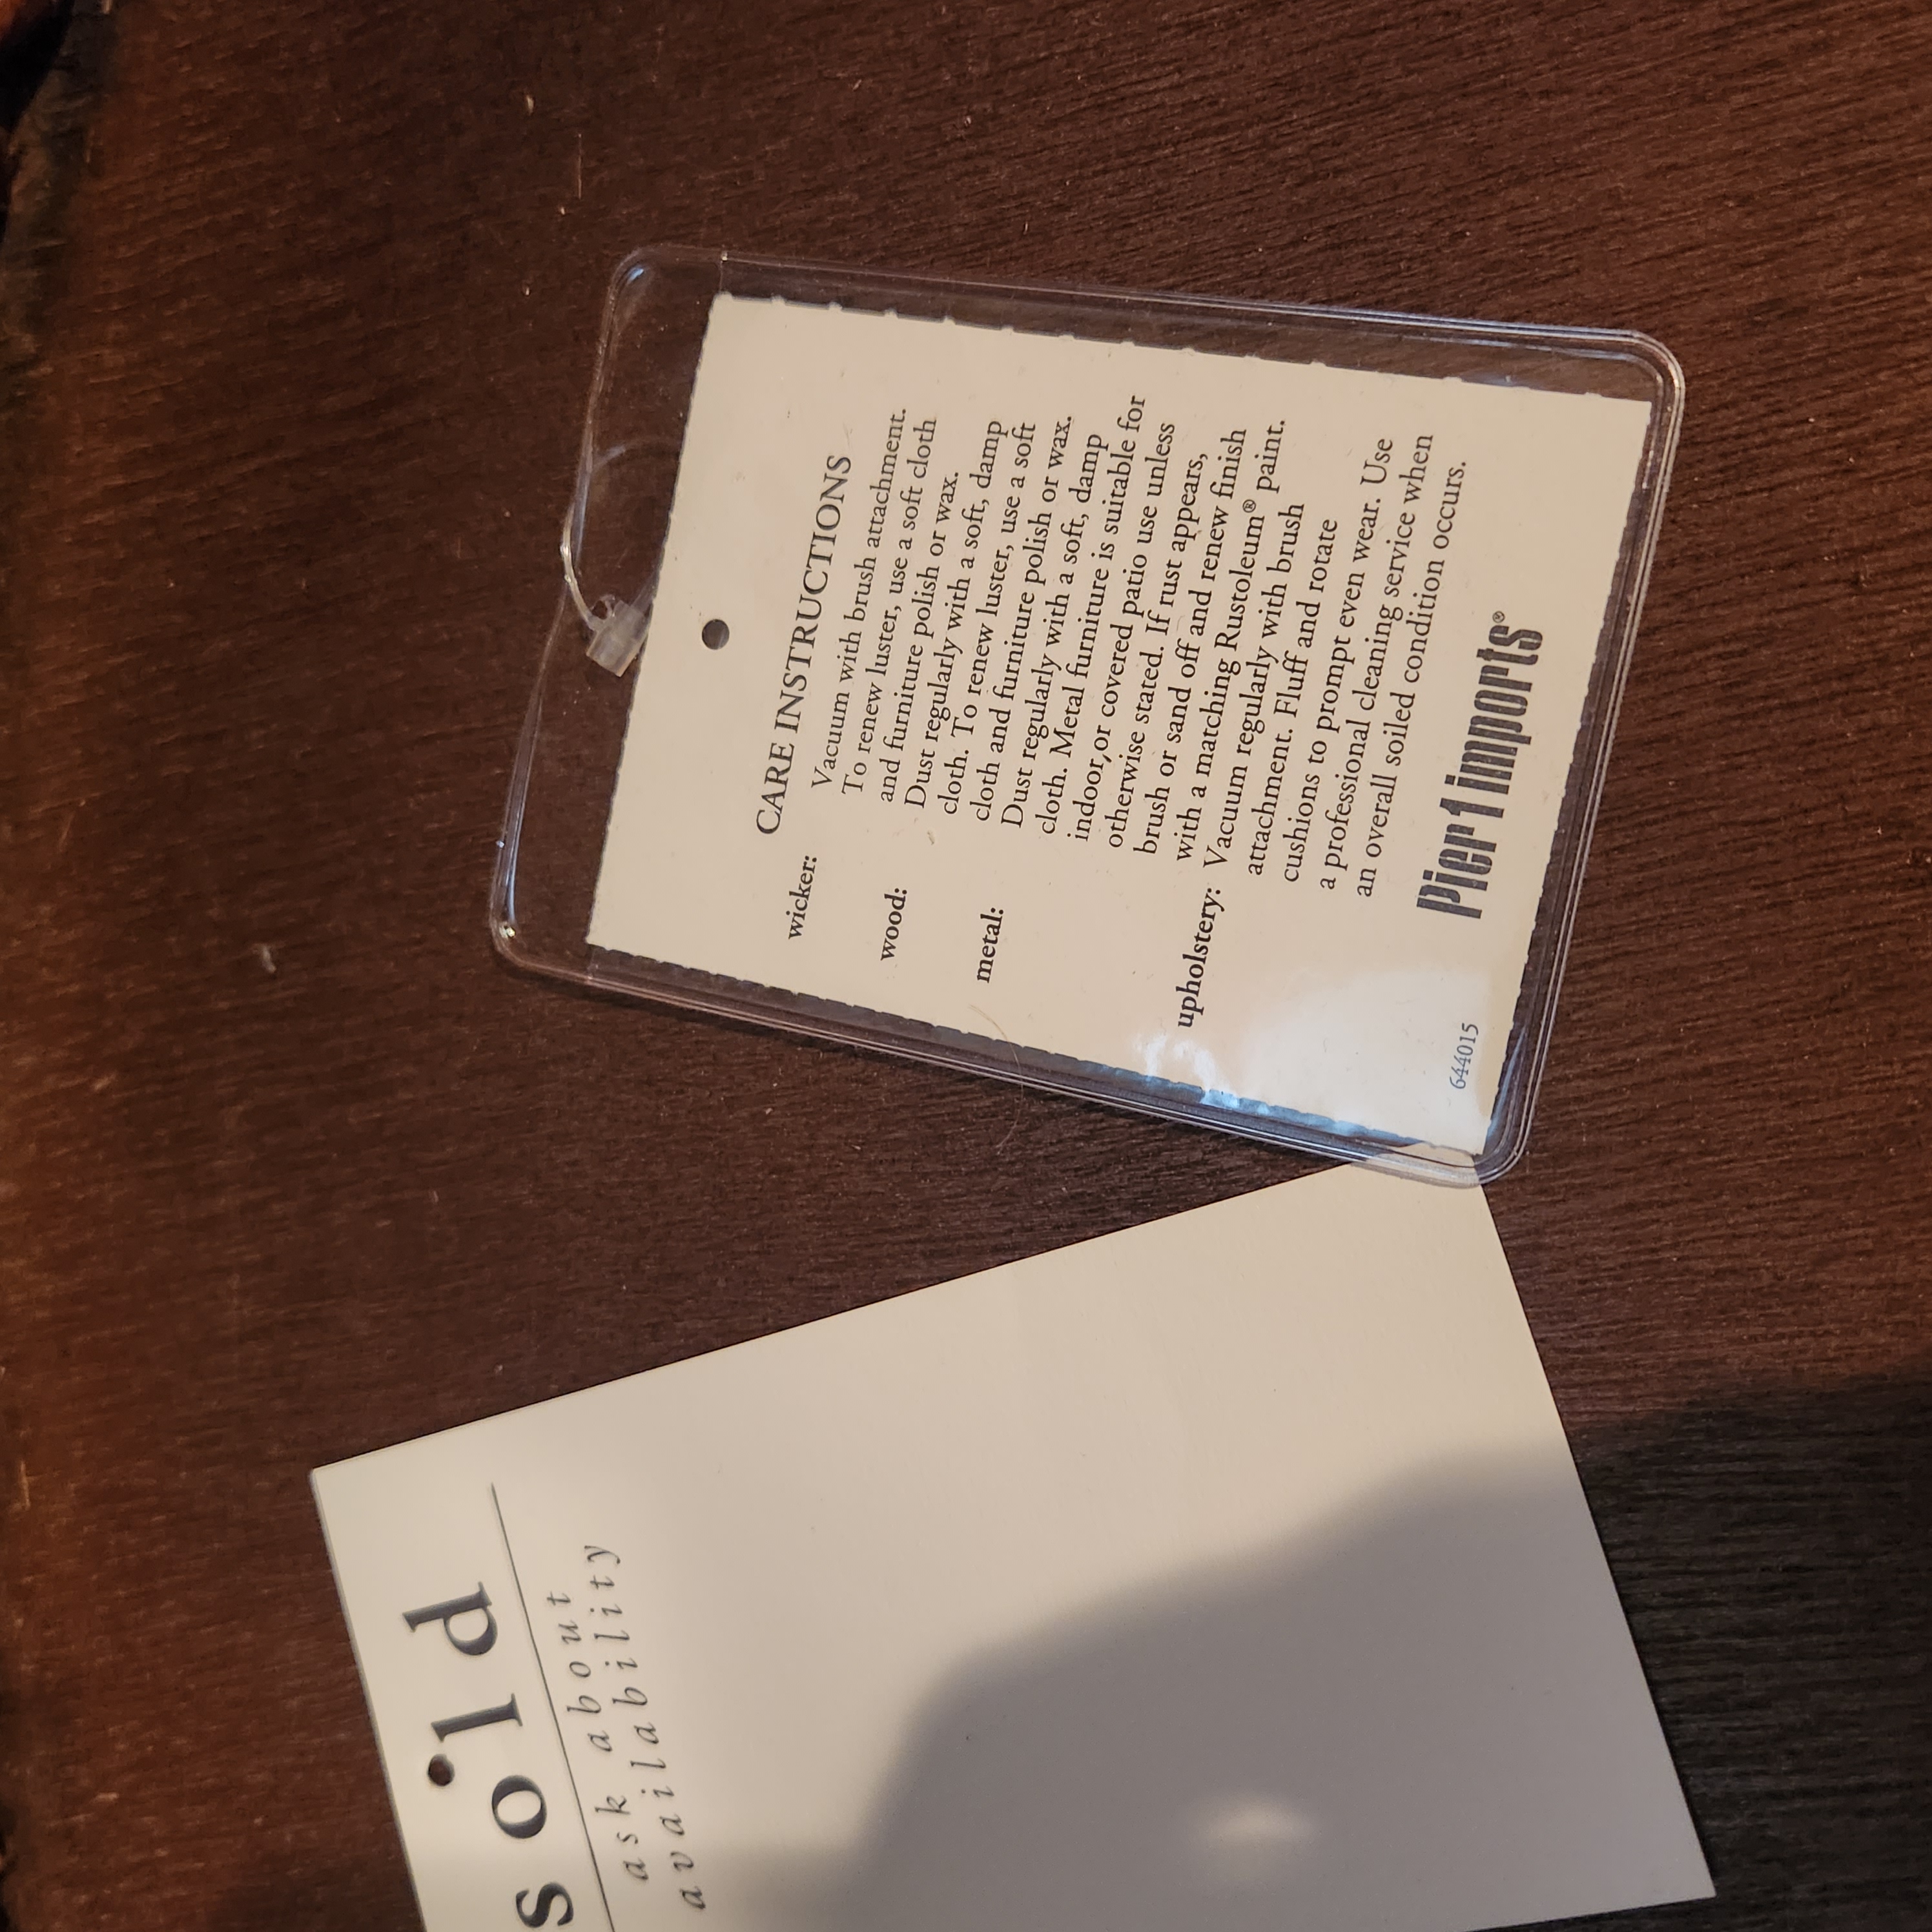 CARE INSTRUCTIONS
wicker: Vacuum with brush attachment.
To renew luster, use a soft cloth
and furniture polish or wax.
wood: Dust regularly with a soft, damp
cloth. To renew luster, use a soft
cloth and furniture polish or wax.
metal: Dust regularly with a soft, damp
cloth. Metal furniture is suitable for
indoor, or covered patio use unless
otherwise stated. If rust appears,
brush or sand off and renew finish
with a matching Rustoleum® paint.
upholstery: Vacuum regularly with brush
attachment. Fluff and rotate
cushions to prompt even wear. Use
a professional cleaning service when
an overall soiled condition occurs.
644015
Pier 1 imports®
sold
ask about
availability